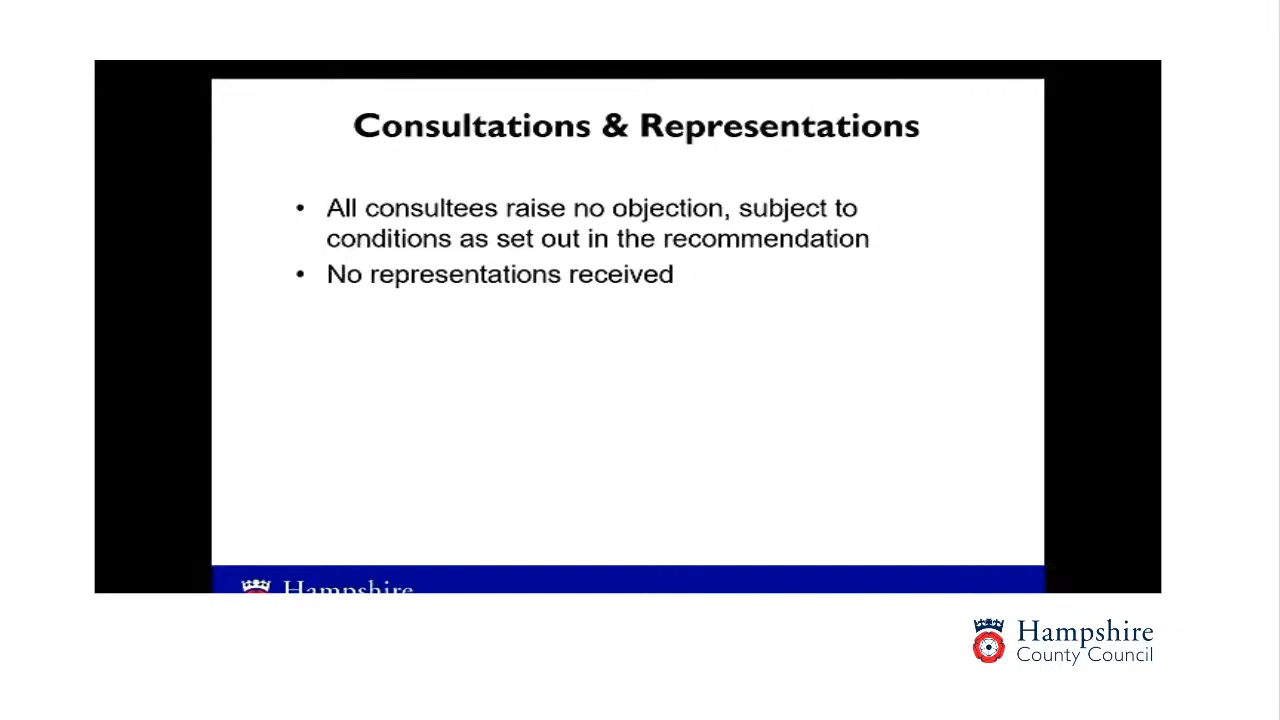 Consultations & Representations
• All consultees raise no objection, subject to
conditions as set out in the recommendation
• No representations received
Hampshire
Hampshire
County Council